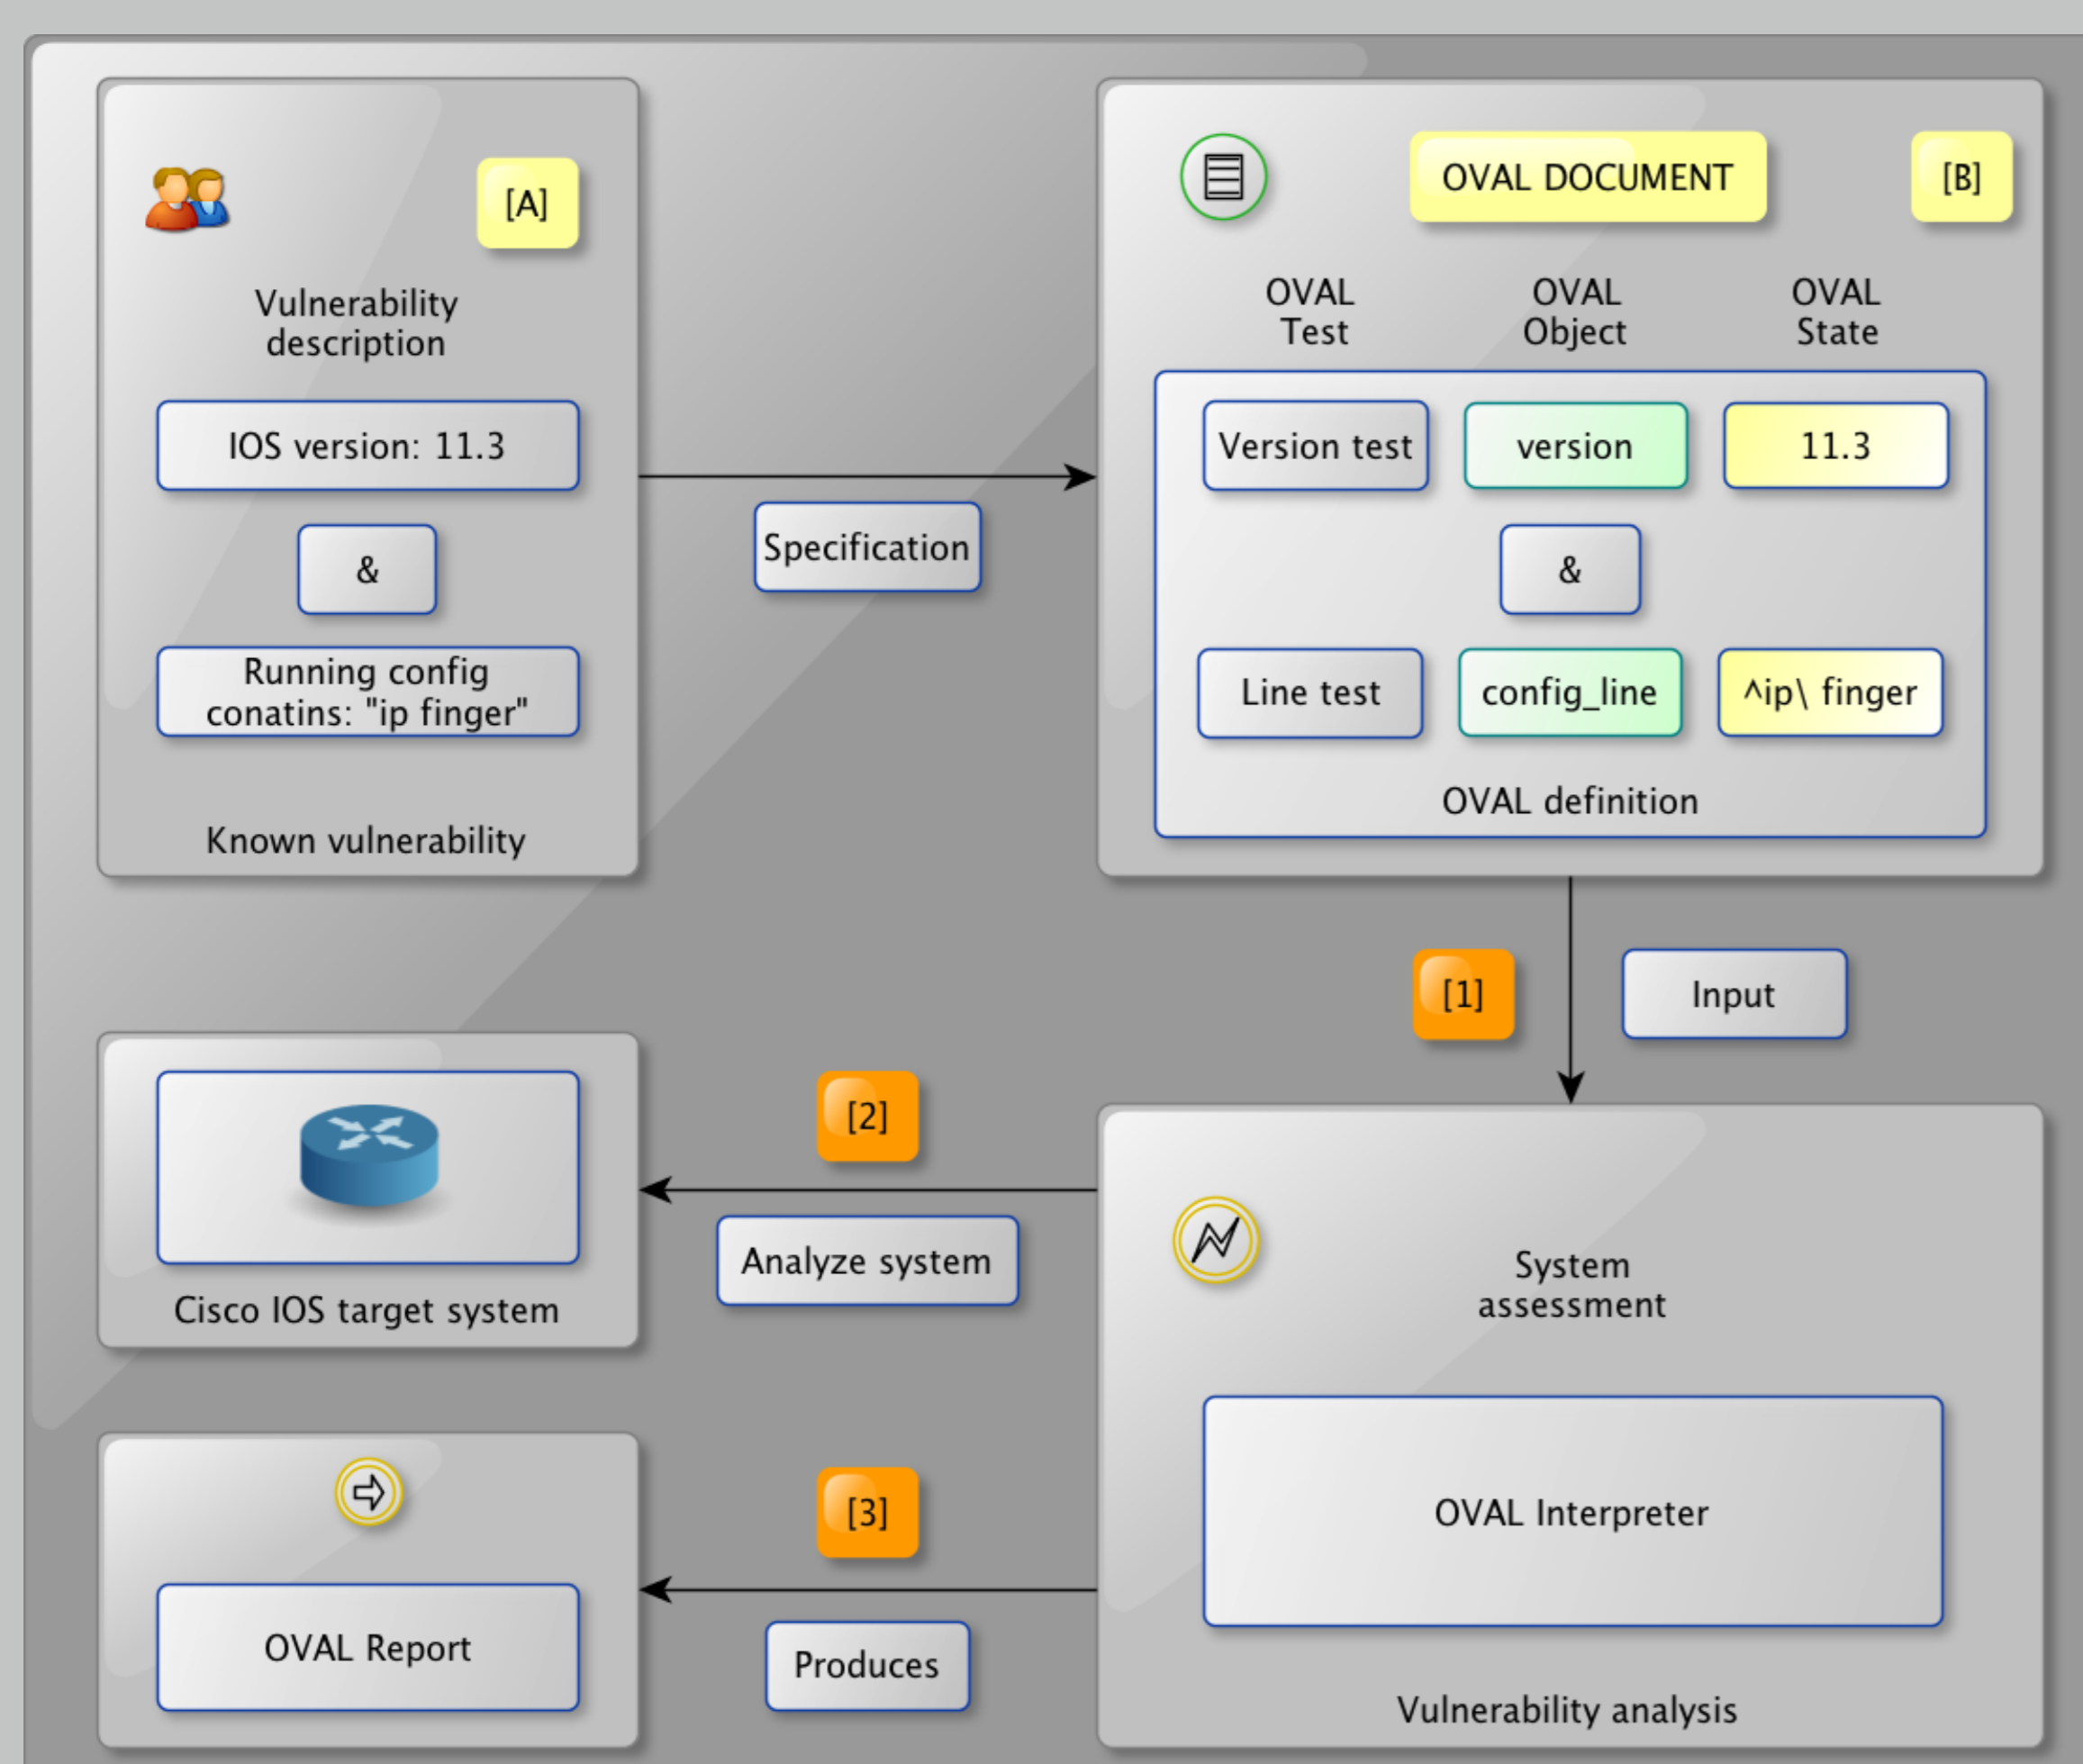 [A]
Vulnerability
description
IOS version: 11.3
&
Running config
conatins: "ip finger"
Known vulnerability
Specification
OVAL DOCUMENT
[B]
OVAL
Test
OVAL
Object
OVAL
State
Version test
version
11.3
&
Line test
config_line
^ip\ finger
OVAL definition
[1]
Input
[2]
Analyze system
Cisco IOS target system
System
assessment
OVAL Interpreter
Vulnerability analysis
[3]
Produces
OVAL Report